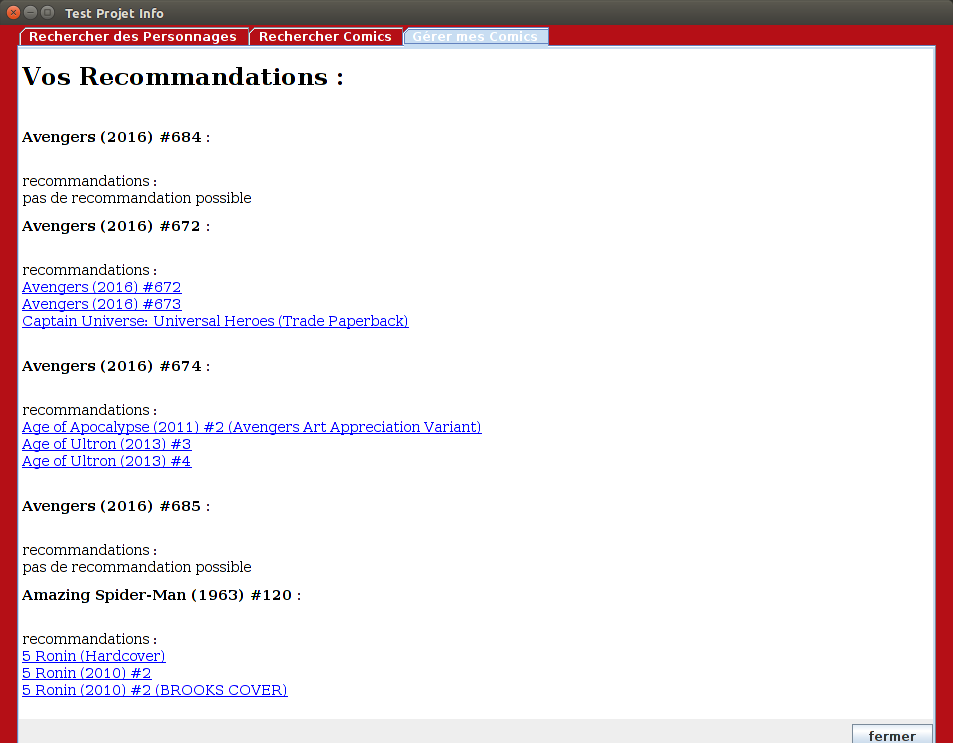 Test Projet Info
Rechercher des Personnages Rechercher Comics Gérer mes Comics
Vos Recommandations :
Avengers (2016) #684 :
recommandations :
pas de recommandation possible
Avengers (2016) #672 :
recommandations :
Avengers (2016) #672
Avengers (2016) #673
Captain Universe: Universal Heroes (Trade Paperback)
Avengers (2016) #674 :
recommandations :
Age of Apocalypse (2011) #2 (Avengers Art Appreciation Variant)
Age of Ultron (2013) #3
Age of Ultron (2013) #4
Avengers (2016) #685 :
recommandations :
pas de recommandation possible
Amazing Spider-Man (1963) #120 :
recommandations :
5 Ronin (Hardcover)
5 Ronin (2010) #2
5 Ronin (2010) #2 (BROOKS COVER)
fermer